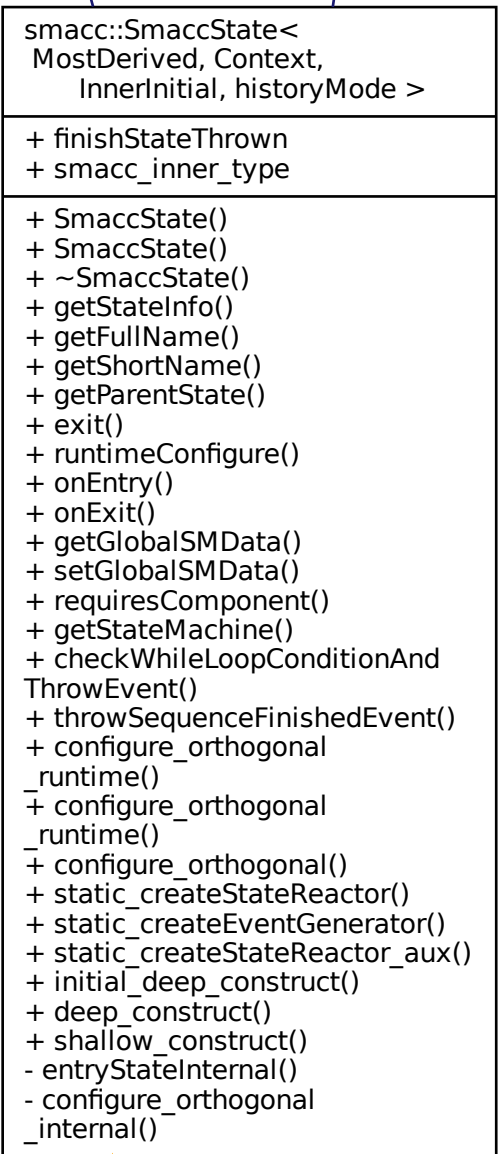 smacc::SmaccState<
MostDerived, Context,
InnerInitial, historyMode >
+ finishStateThrown
+ smacc_inner_type
+ SmaccState()
+ SmaccState()
+ ~SmaccState()
+ getStateInfo()
+ getFullName()
+ getShortName()
+ getParentState()
+ exit()
+ runtimeConfigure()
+ onEntry()
+ onExit()
+ getGlobalSMData()
+ setGlobalSMData()
+ requiresComponent()
+ getStateMachine()
+ checkWhileLoopConditionAnd
ThrowEvent()
+ throwSequenceFinishedEvent()
+ configure_orthogonal
_runtime()
+ configure_orthogonal
_runtime()
+ configure_orthogonal()
+ static_createStateReactor()
+ static_createEventGenerator()
+ static_createStateReactor_aux()
+ initial_deep_construct()
+ deep_construct()
+ shallow_construct()
- entryStateInternal()
- configure_orthogonal
_internal()